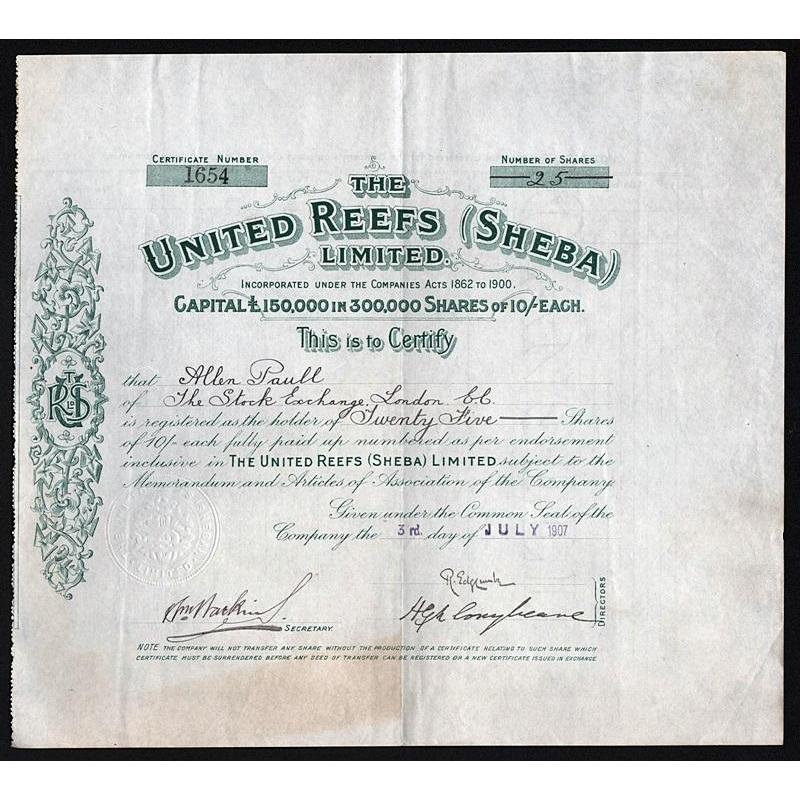 CERTIFICATE NUMBER
1654
NUMBER OF SHARES
25
THE
UNITED REEFS (SHEBA)
LIMITED.
INCORPORATED UNDER THE COMPANIES ACTS 1862 TO 1900.
CAPITAL £150,000 IN 300,000 SHARES OF 10/- EACH.
This is to Certify
that Allen Paull
of The Stock Exchange, London E.C.
is registered as the holder of Twenty Five Shares
of 10/- each fully paid up numbered as per endorsement
inclusive in THE UNITED REEFS (SHEBA) LIMITED subject to the
Memorandum and Articles of Association of the Company
Given under the Common Seal of the
Company the 3rd. day of JULY 1907
SECRETARY.
DIRECTORS
NOTE THE COMPANY WILL NOT TRANSFER ANY SHARE WITHOUT THE PRODUCTION OF A CERTIFICATE RELATING TO SUCH SHARE WHICH
CERTIFICATE MUST BE SURRENDERED BEFORE ANY DEED OF TRANSFER CAN BE REGISTERED OR A NEW CERTIFICATE ISSUED IN EXCHANGE